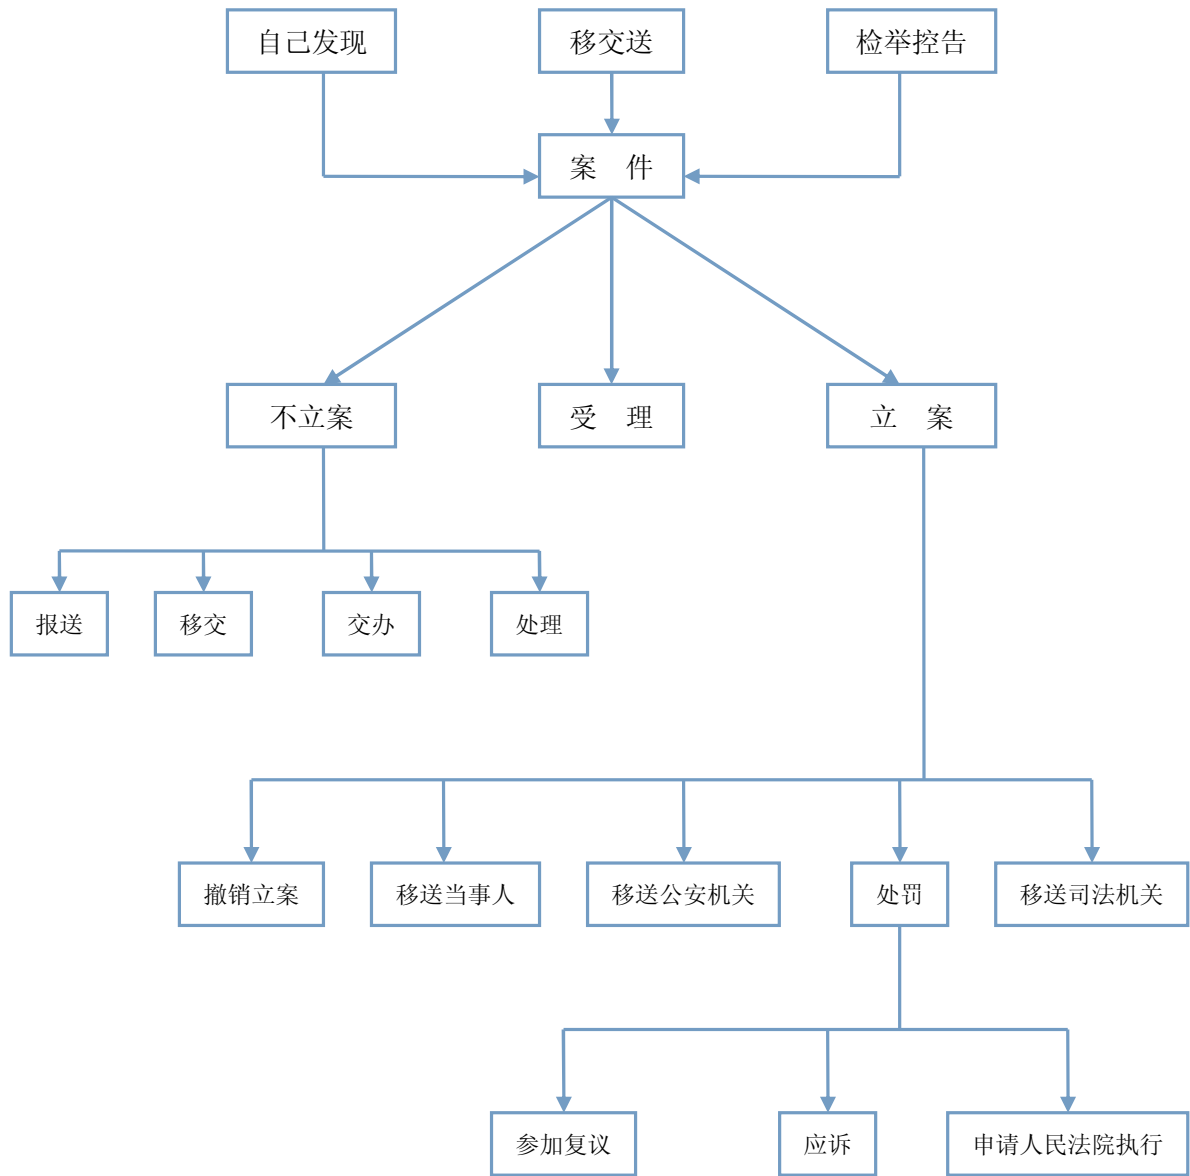 自己发现
移交送
检举控告
案 件
不立案
受 理
立 案
报送
移交
交办
处理
撤销立案
移送当事人
移送公安机关
处罚
移送司法机关
参加复议
应诉
申请人民法院执行